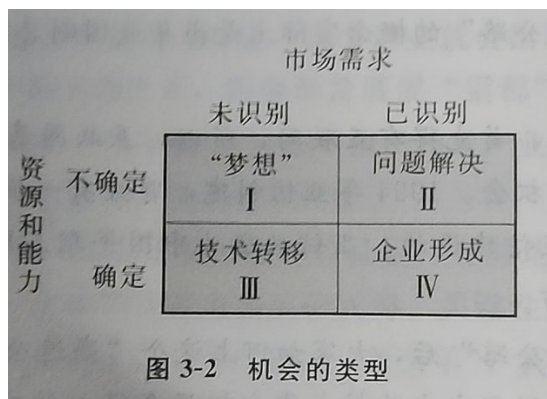 市场需求
未识别 已识别
资源和能力
不确定 “梦想” 问题解决
Ⅰ Ⅱ
确定 技术转移 企业形成
Ⅲ Ⅳ
图 3-2 机会的类型